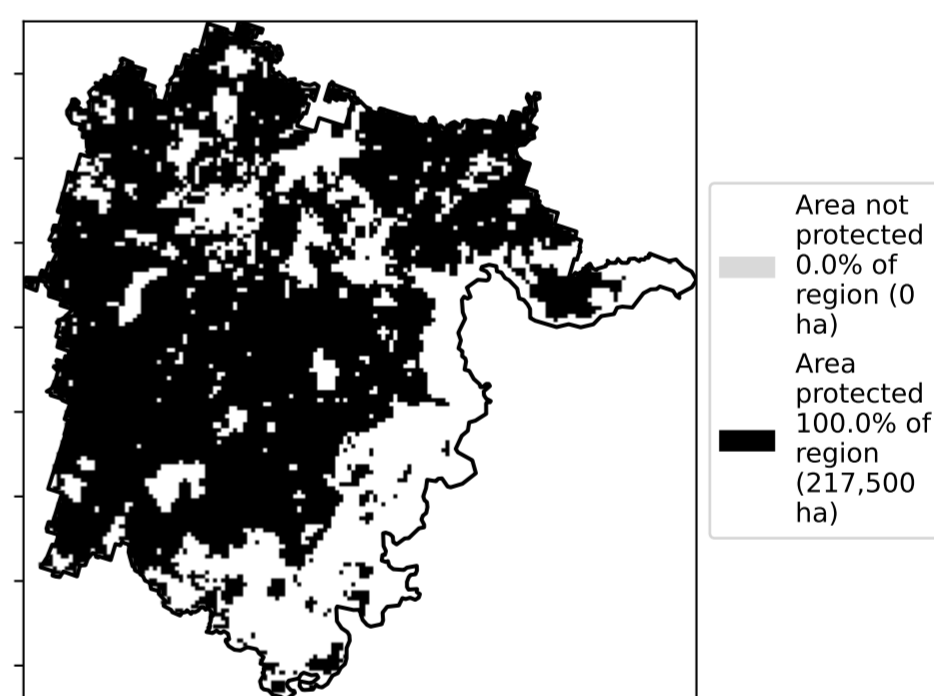 Area not
protected
0.0% of
region (0
ha)
Area
protected
100.0% of
region
(217,500
ha)